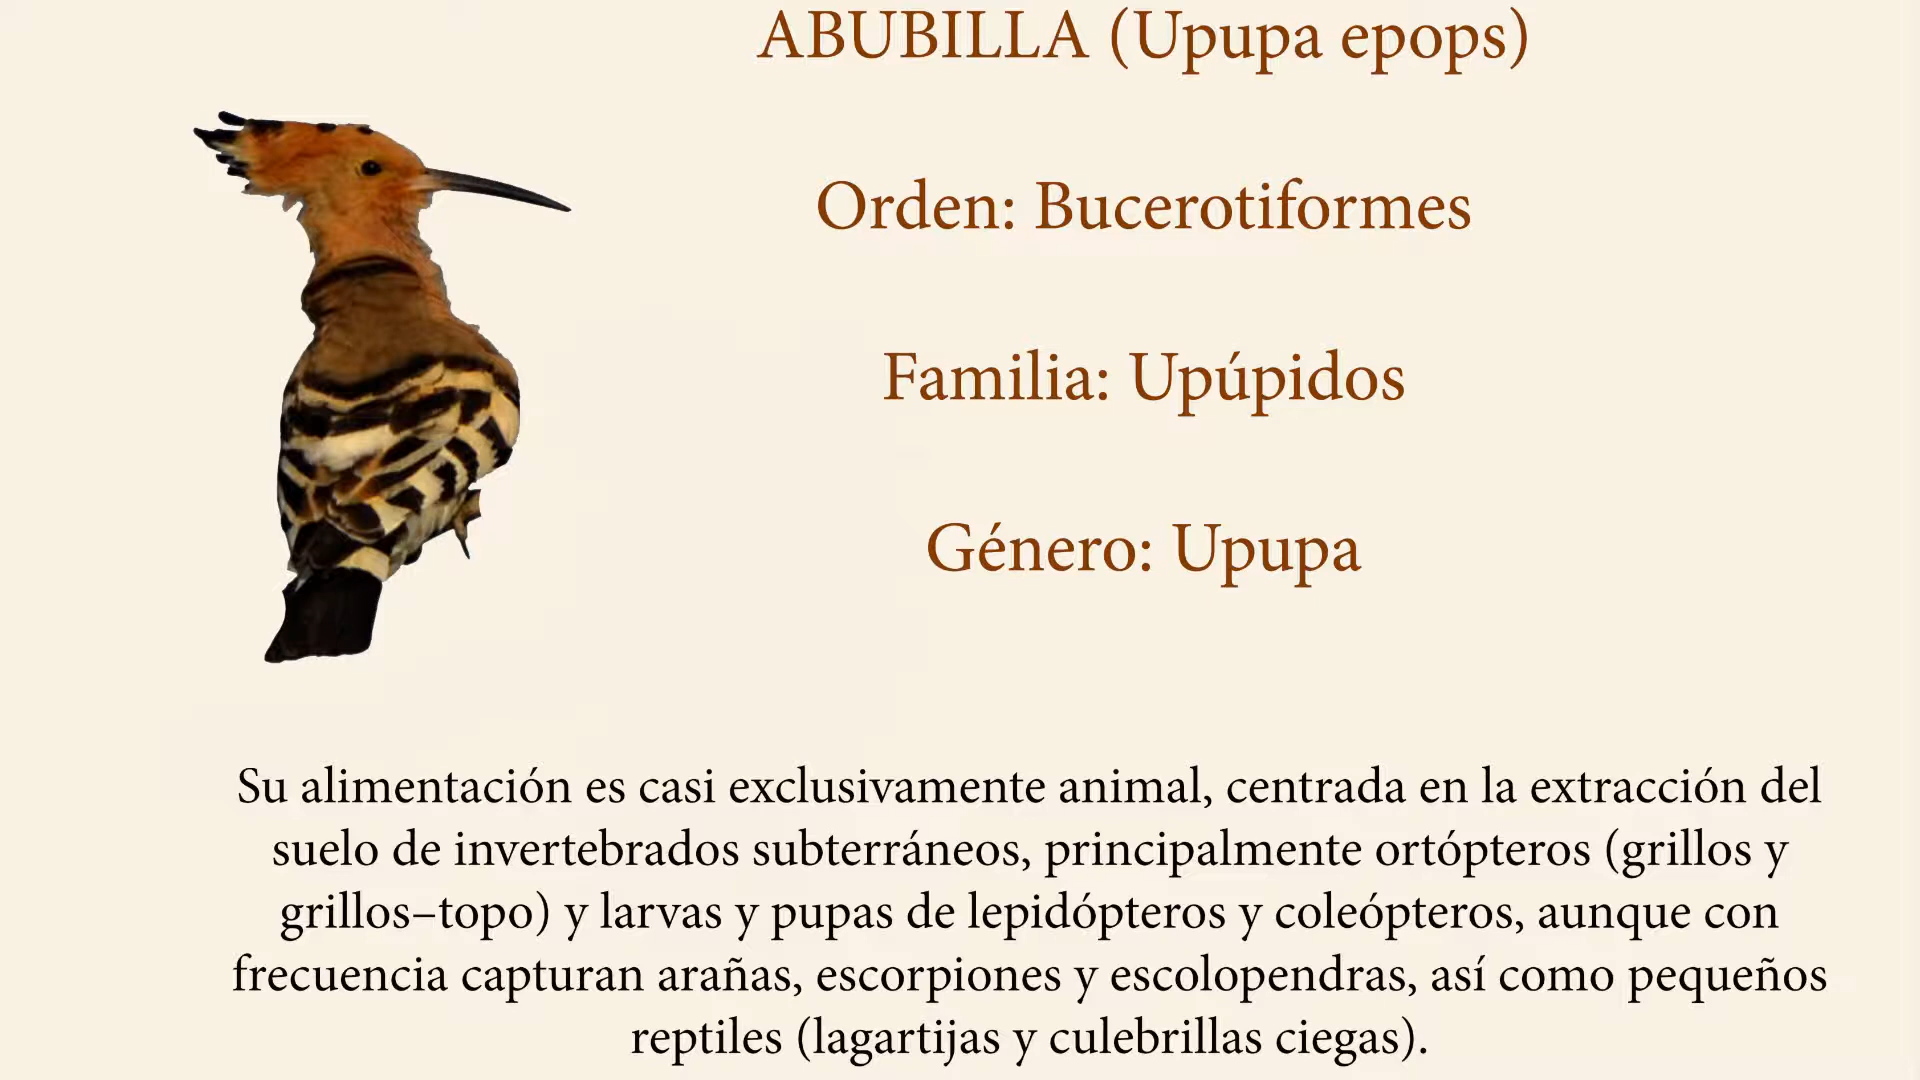 ABUBILLA (Upupa epops)
Orden: Bucerotiformes
Familia: Upúpidos
Género: Upupa
Su alimentación es casi exclusivamente animal, centrada en la extracción del
suelo de invertebrados subterráneos, principalmente ortópteros (grillos y
grillos–topo) y larvas y pupas de lepidópteros y coleópteros, aunque con
frecuencia capturan arañas, escorpiones y escolopendras, así como pequeños
reptiles (lagartijas y culebrillas ciegas).